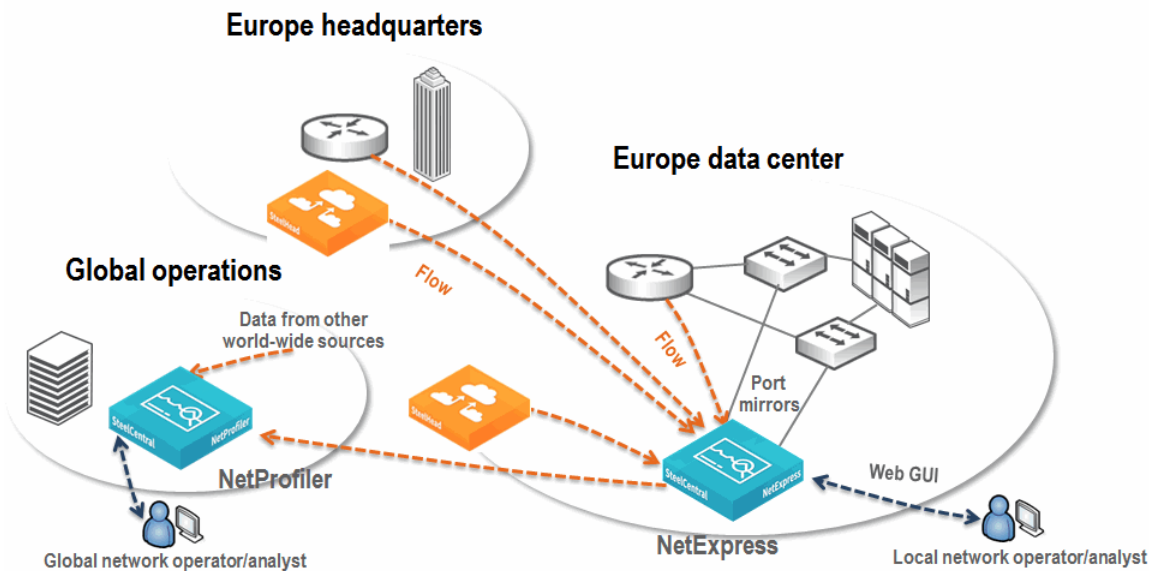 Europe headquarters
SteelHead
Flow
Europe data center
Flow
Port
mirrors
Global operations
Data from other
world-wide sources
SteelCentral
NetProfiler
NetProfiler
Global network operator/analyst
SteelHead
SteelCentral
NetExpress
NetExpress
Web GUI
Local network operator/analyst